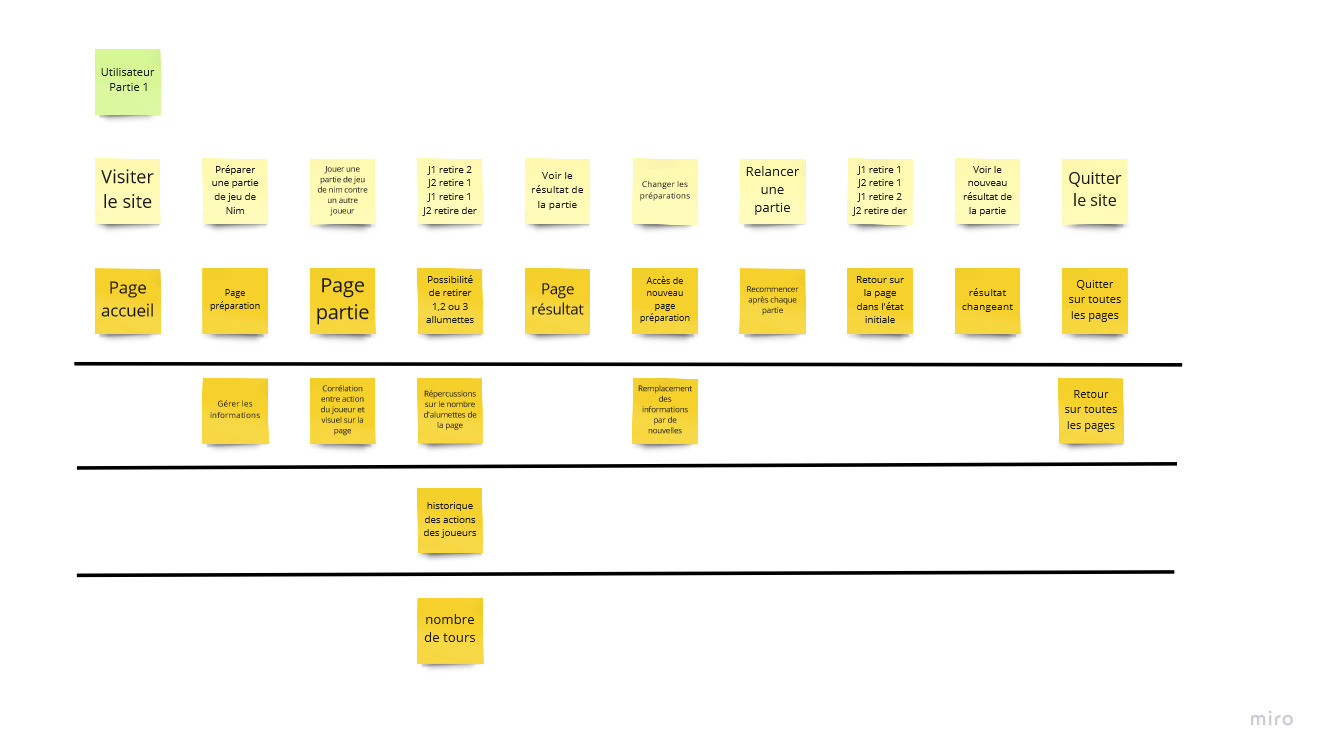 Utilisateur
Partie 1
Visiter
le site
Préparer
une partie
de jeu de
Nim
Jouer une
partie de jeu
de nim contre
un autre
joueur
J1 retire 2
J2 retire 1
J1 retire 1
J2 retire der
Voir le
résultat de
la partie
Changer les
préparations
Relancer
une
partie
J1 retire 1
J2 retire 1
J1 retire 2
J2 retire der
Voir le
nouveau
résultat de
la partie
Quitter
le site
Page
accueil
Page
préparation
Page
partie
Possibilité
de retirer
1,2 ou 3
allumettes
Page
résultat
Accès de
nouveau
page
préparation
Recommencer
après chaque
partie
Retour sur
la page
dans l'état
initiale
résultat
changeant
Quitter
sur toutes
les pages
Gérer les
informations
Corrélation
entre action
du joueur et
visuel sur la
page
Répercussions
sur le nombre
d'alumettes de
la page
Remplacement
des
informations
par de
nouvelles
Retour
sur toutes
les pages
historique
des actions
des joueurs
nombre
de tours
miro